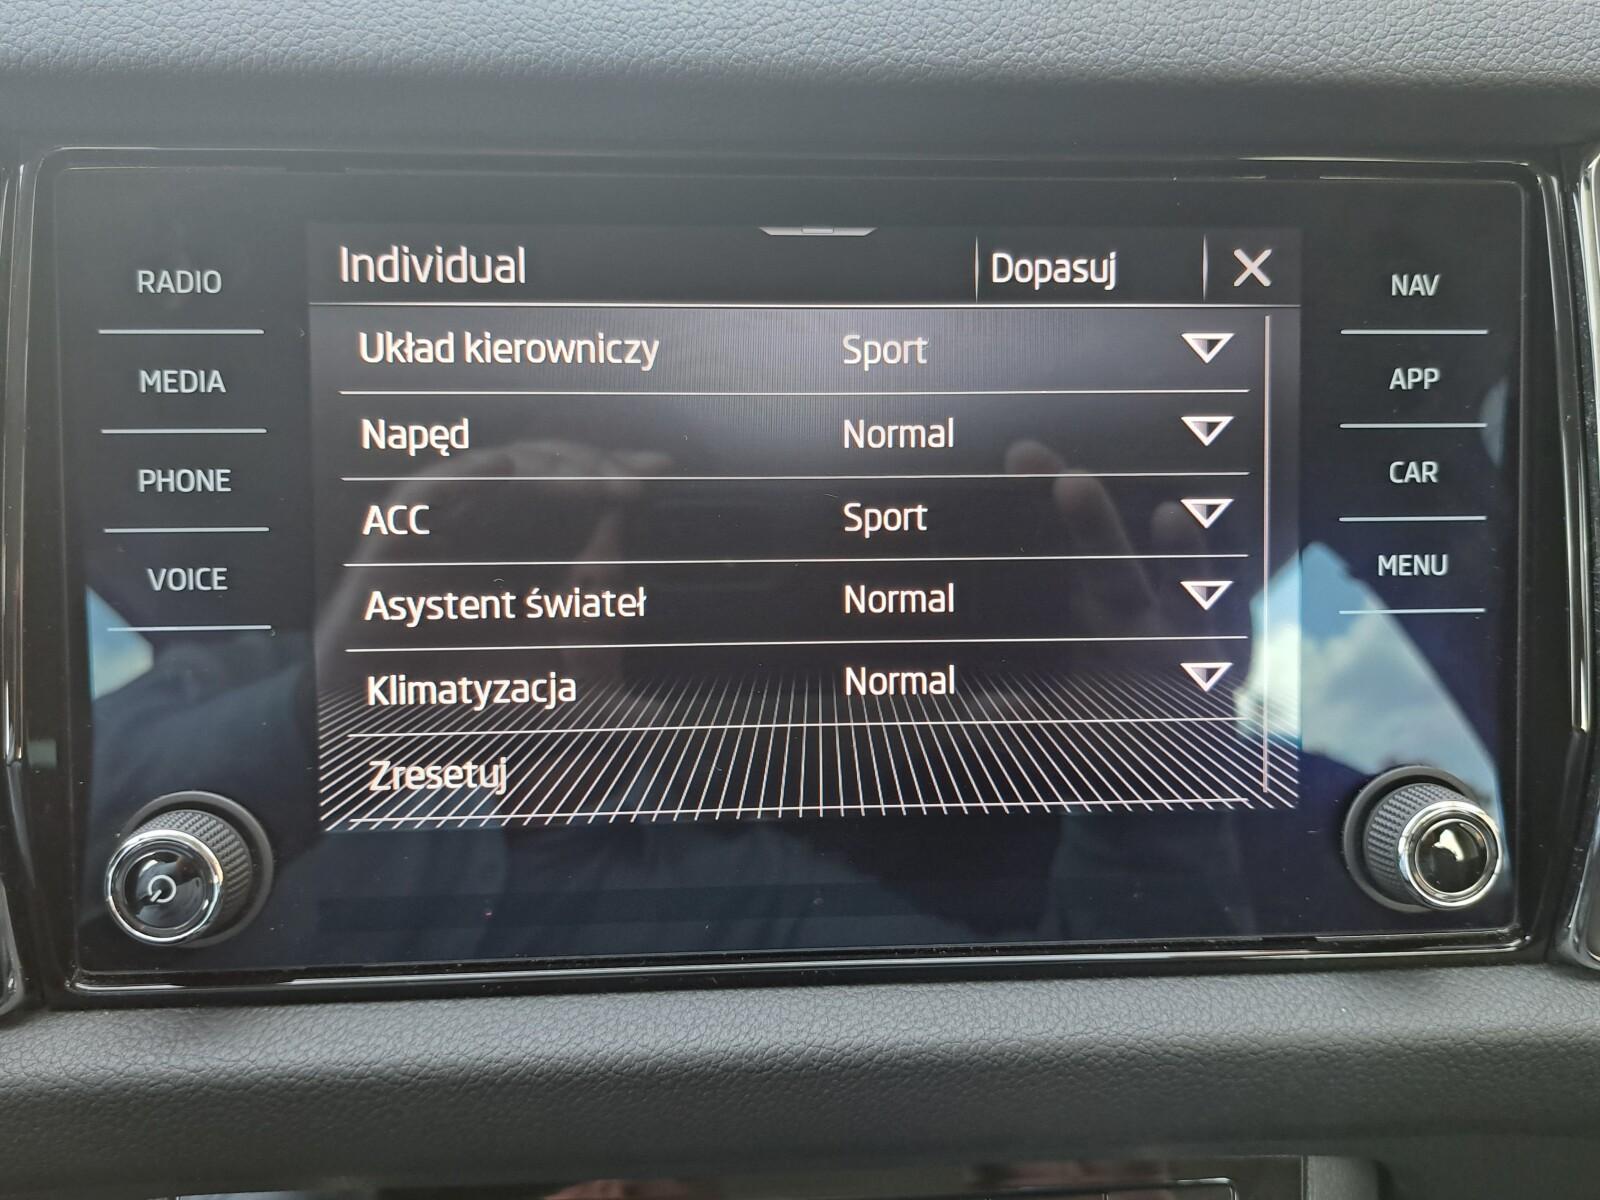 RADIO
MEDIA
PHONE
VOICE
Individual Dopasuj
Układ kierowniczy Sport
Napęd Normal
ACC Sport
Asystent świateł Normal
Klimatyzacja Normal
Zresetuj
NAV
APP
CAR
MENU